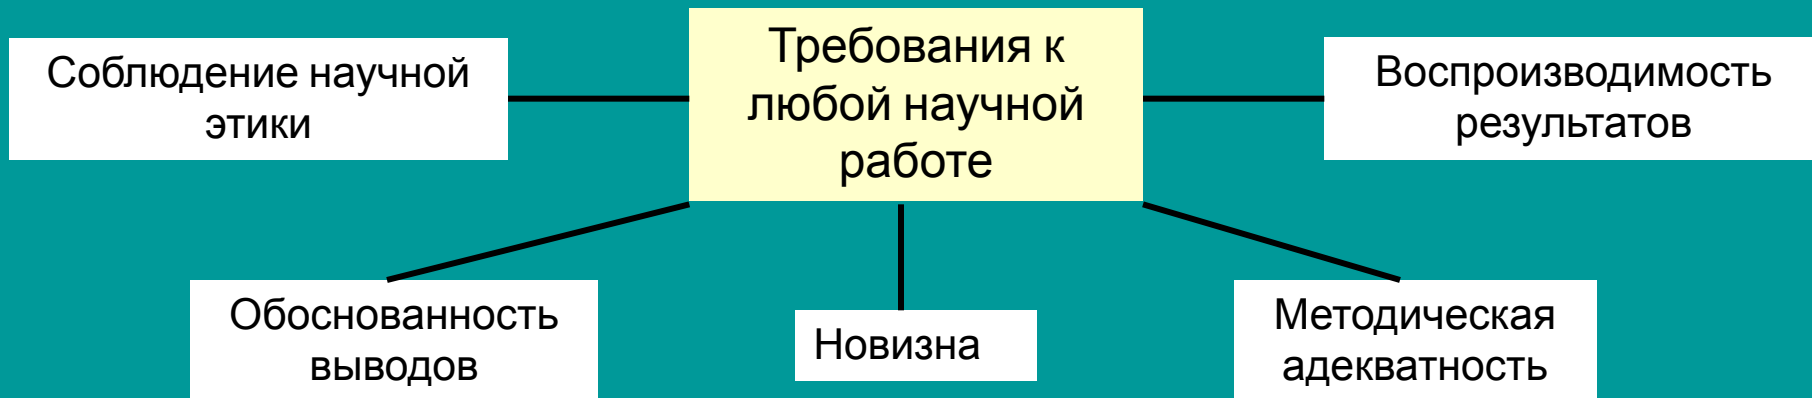 Требования к
любой научной
работе
Соблюдение научной
этики
Воспроизводимость
результатов
Обоснованность
выводов
Новизна
Методическая
адекватность